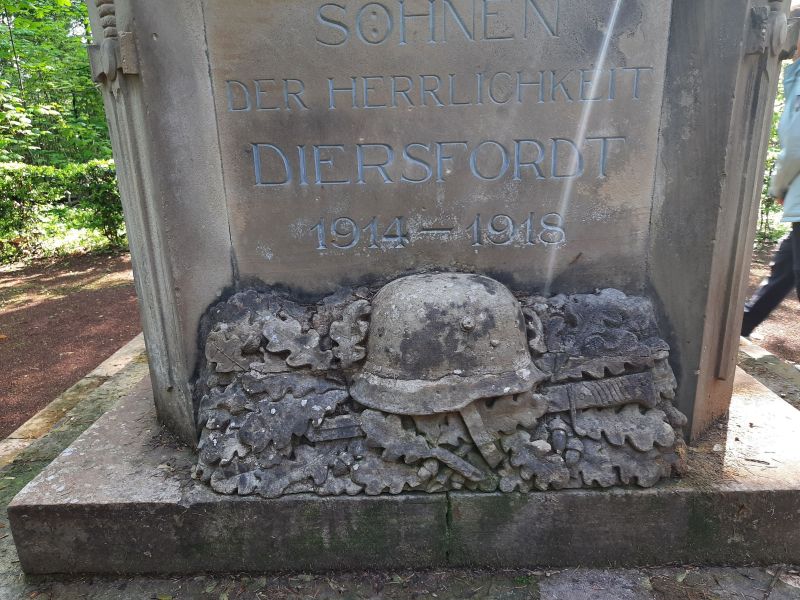 SÖHNEN
DER HERRLICHKEIT
DIERSFORDT
1914-1918